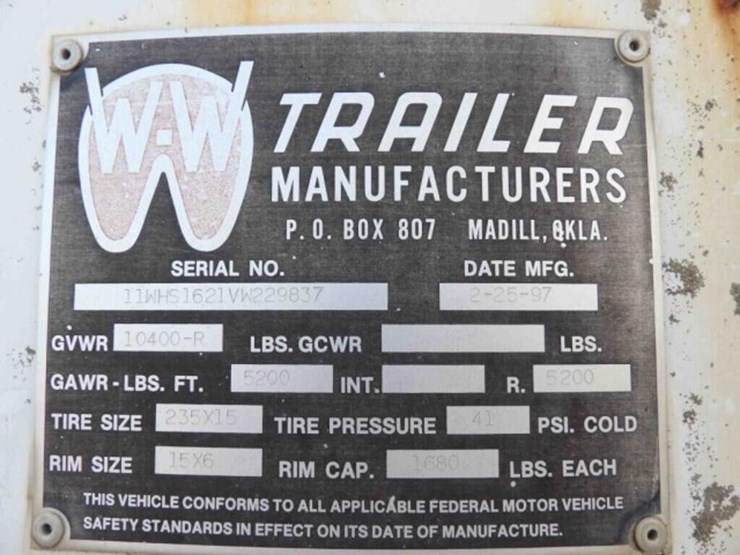 W-W TRAILER
MANUFACTURERS
P. O. BOX 807 MADILL, OKLA.
SERIAL NO. DATE MFG.
11WHS1621VW229837 2-25-97
GVWR 10400-R LBS. GCWR LBS.
GAWR - LBS. FT. 5200 INT. R. 5200
TIRE SIZE 235X15 TIRE PRESSURE 41 PSI. COLD
RIM SIZE 15X6 RIM CAP. 1680 LBS. EACH
THIS VEHICLE CONFORMS TO ALL APPLICABLE FEDERAL MOTOR VEHICLE
SAFETY STANDARDS IN EFFECT ON ITS DATE OF MANUFACTURE.